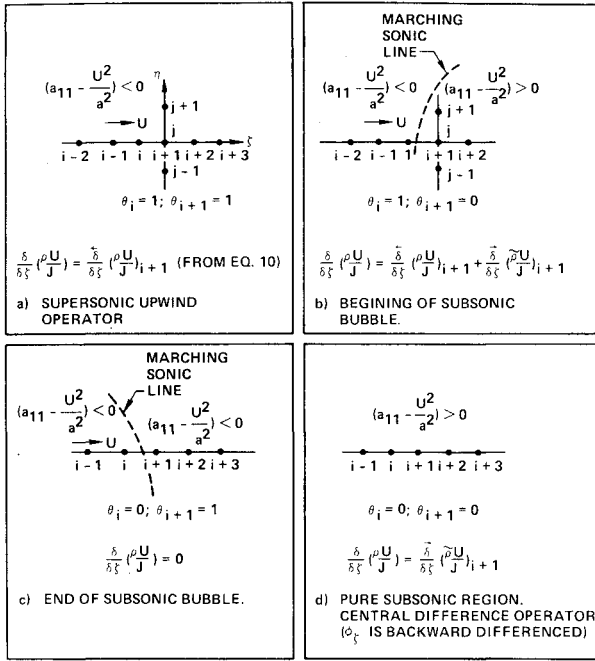 η
(a₁₁ − U²/a²) < 0
→ U
j + 1
j
ζ
i−2 i−1 i i+1 i+2 i+3
j−1
θᵢ = 1; θᵢ₊₁ = 1
δ/δζ (ρU/J) = δ⃖/δζ (ρU/J)ᵢ₊₁ (FROM EQ. 10)
a) SUPERSONIC UPWIND
OPERATOR
MARCHING
SONIC
LINE
(a₁₁ − U²/a²) < 0 (a₁₁ − U²/a²) > 0
→ U
j + 1
j
i−2 i−1 1 i+1 i+2
j−1
θᵢ = 1; θᵢ₊₁ = 0
δ/δζ (ρU/J) = δ⃖/δζ (ρU/J)ᵢ₊₁ + δ⃗/δζ (ρ̃U/J)ᵢ₊₁
b) BEGINING OF SUBSONIC
BUBBLE.
MARCHING
SONIC
LINE
(a₁₁ − U²/a²) < 0
(a₁₁ − U²/a²) < 0
→ U
i−1 i i+1 i+2 i+3
θᵢ = 0; θᵢ₊₁ = 1
δ/δζ (ρU/J) = 0
c) END OF SUBSONIC BUBBLE.
(a₁₁ − U²/a²) > 0
i−1 i i+1 i+2 i+3
θᵢ = 0; θᵢ₊₁ = 0
δ/δζ (ρU/J) = δ⃗/δζ (ρ̃U/J)ᵢ₊₁
d) PURE SUBSONIC REGION.
CENTRAL DIFFERENCE OPERATOR
(ϕ_ζ IS BACKWARD DIFFERENCED)